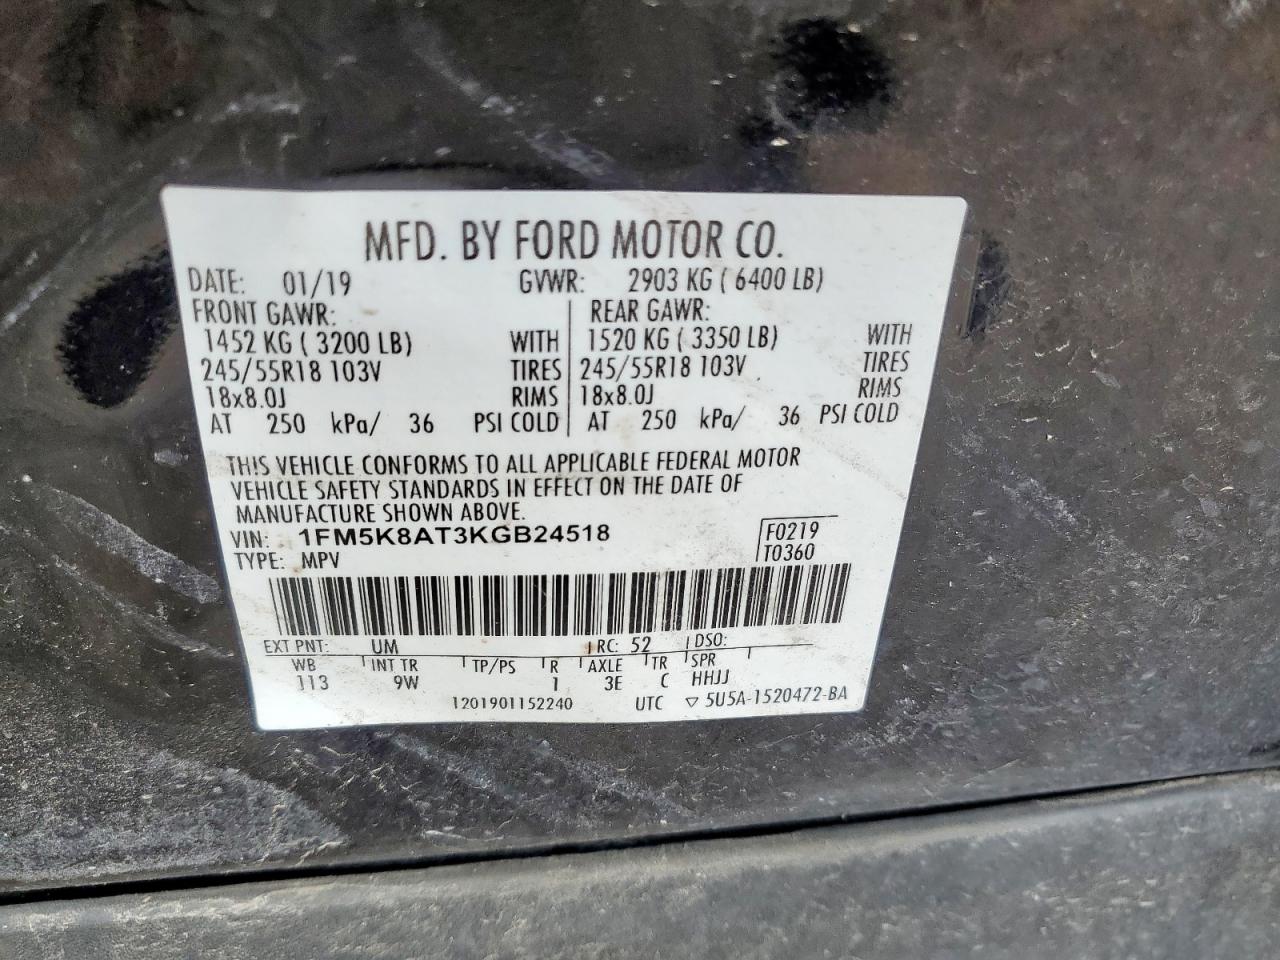 MFD. BY FORD MOTOR CO.
DATE: 01/19 GVWR: 2903 KG ( 6400 LB)
FRONT GAWR: REAR GAWR:
1452 KG ( 3200 LB) WITH 1520 KG ( 3350 LB) WITH
245/55R18 103V TIRES 245/55R18 103V TIRES
18x8.0J RIMS 18x8.0J RIMS
AT 250 kPa/ 36 PSI COLD AT 250 kPa/ 36 PSI COLD
THIS VEHICLE CONFORMS TO ALL APPLICABLE FEDERAL MOTOR
VEHICLE SAFETY STANDARDS IN EFFECT ON THE DATE OF
MANUFACTURE SHOWN ABOVE.
VIN: 1FM5K8AT3KGB24518 F0219
TYPE: MPV T0360
EXT PNT: UM RC: 52 DSO:
WB INT TR TP/PS R AXLE TR SPR
113 9W 1 3E C HHJJ
1201901152240 UTC ▽ 5U5A-1520472-BA